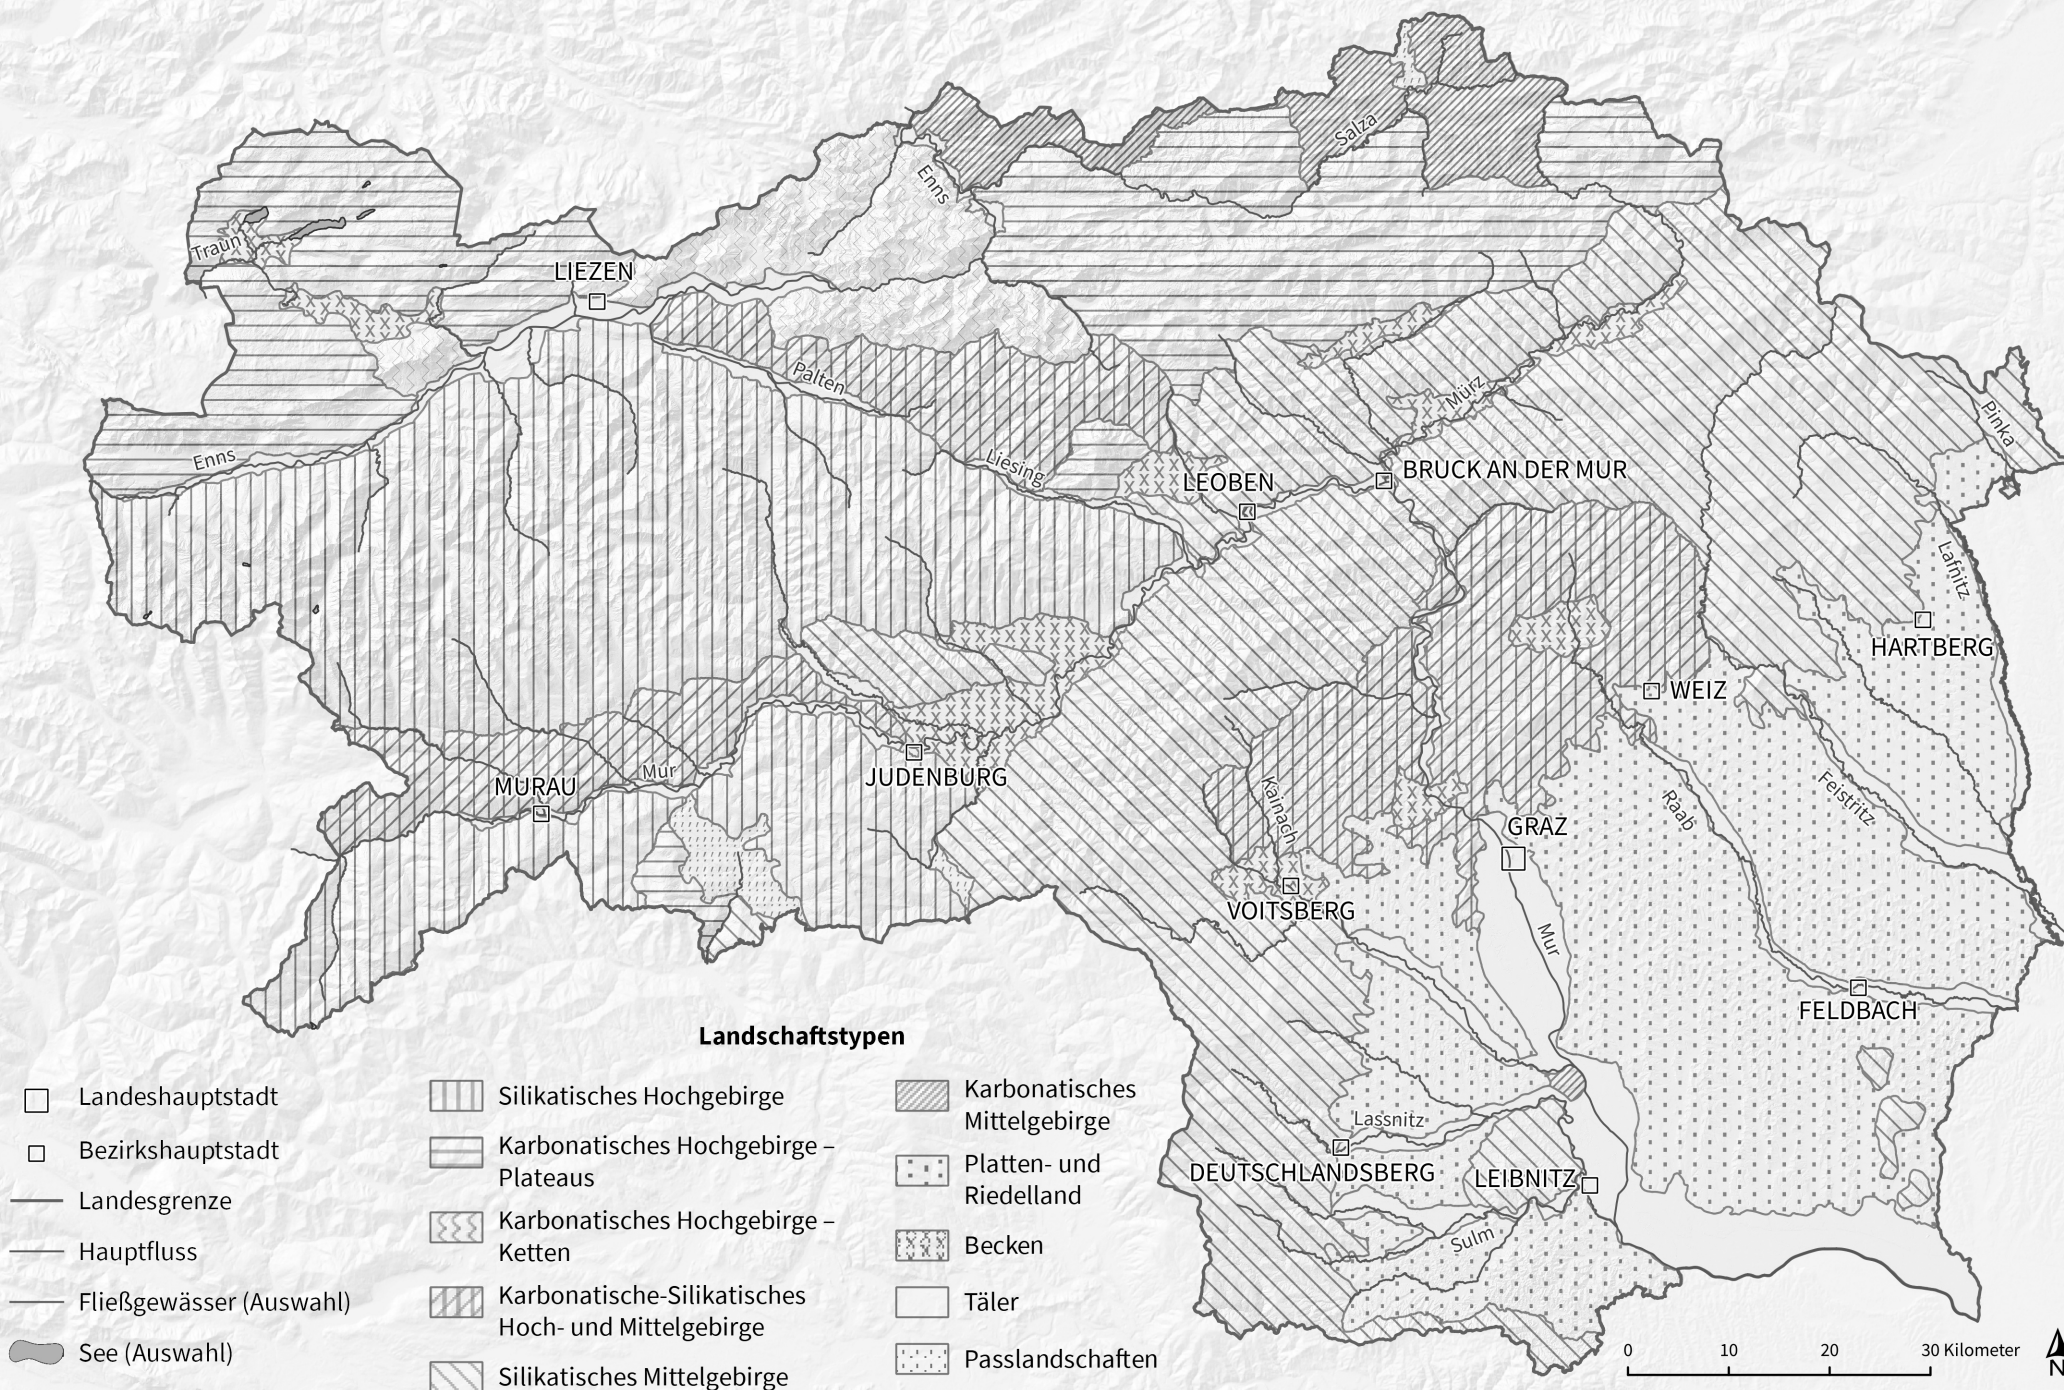 Salza
Enns
Traun
LIEZEN
Palten
Mürz
Pinka
Enns
Liesing
LEOBEN
BRUCK AN DER MUR
Lafnitz
HARTBERG
WEIZ
Mur
JUDENBURG
MURAU
Kainach
GRAZ
Raab
Feistritz
VOITSBERG
Mur
FELDBACH
Lassnitz
DEUTSCHLANDSBERG
LEIBNITZ
Sulm
Landschaftstypen
Landeshauptstadt
Bezirkshauptstadt
Landesgrenze
Hauptfluss
Fließgewässer (Auswahl)
See (Auswahl)
Silikatisches Hochgebirge
Karbonatisches Hochgebirge –
Plateaus
Karbonatisches Hochgebirge –
Ketten
Karbonatische-Silikatisches
Hoch- und Mittelgebirge
Silikatisches Mittelgebirge
Karbonatisches
Mittelgebirge
Platten- und
Riedelland
Becken
Täler
Passlandschaften
0 10 20 30 Kilometer
N